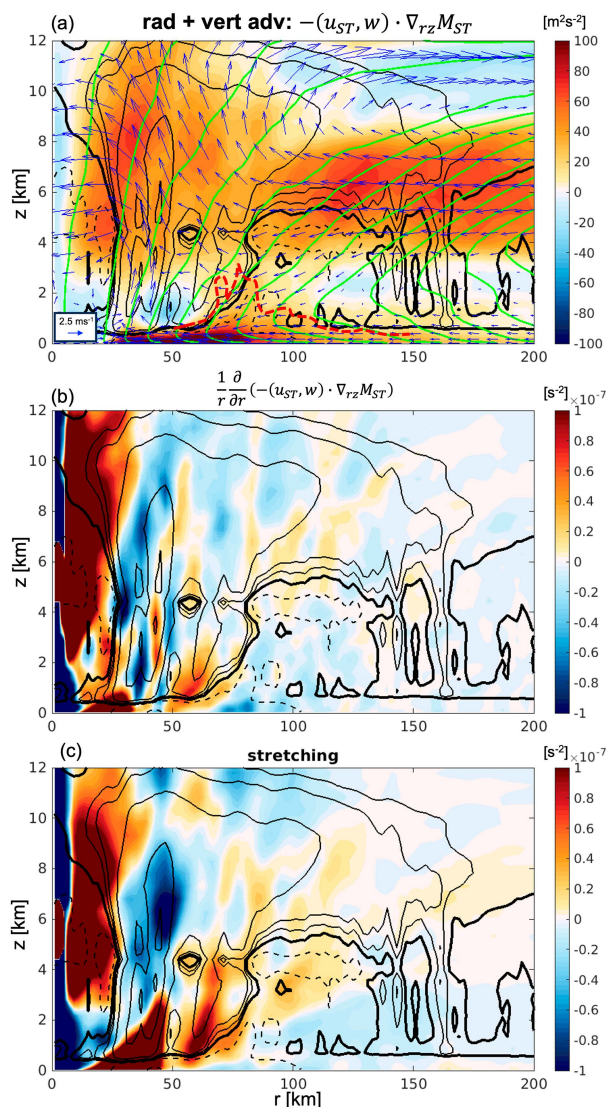 (a) rad + vert adv: −(u_ST, w) · ∇_rz M_ST [m²s⁻²]
12 100
10 80
60
8 40
z [km] 6 20
0
4 -20
-40
2 -60
2.5 ms⁻¹ -80
0 -100
0 50 100 150 200
(b) 1/r ∂/∂r (−(u_ST, w) · ∇_rz M_ST) [s⁻²] ×10⁻⁷
12 1
0.8
10 0.6
8 0.4
0.2
z [km] 6 0
-0.2
4 -0.4
2 -0.6
-0.8
0 -1
0 50 100 150 200
(c) stretching [s⁻²] ×10⁻⁷
12 1
0.8
10 0.6
8 0.4
0.2
z [km] 6 0
-0.2
4 -0.4
2 -0.6
-0.8
0 -1
0 50 100 150 200
r [km]